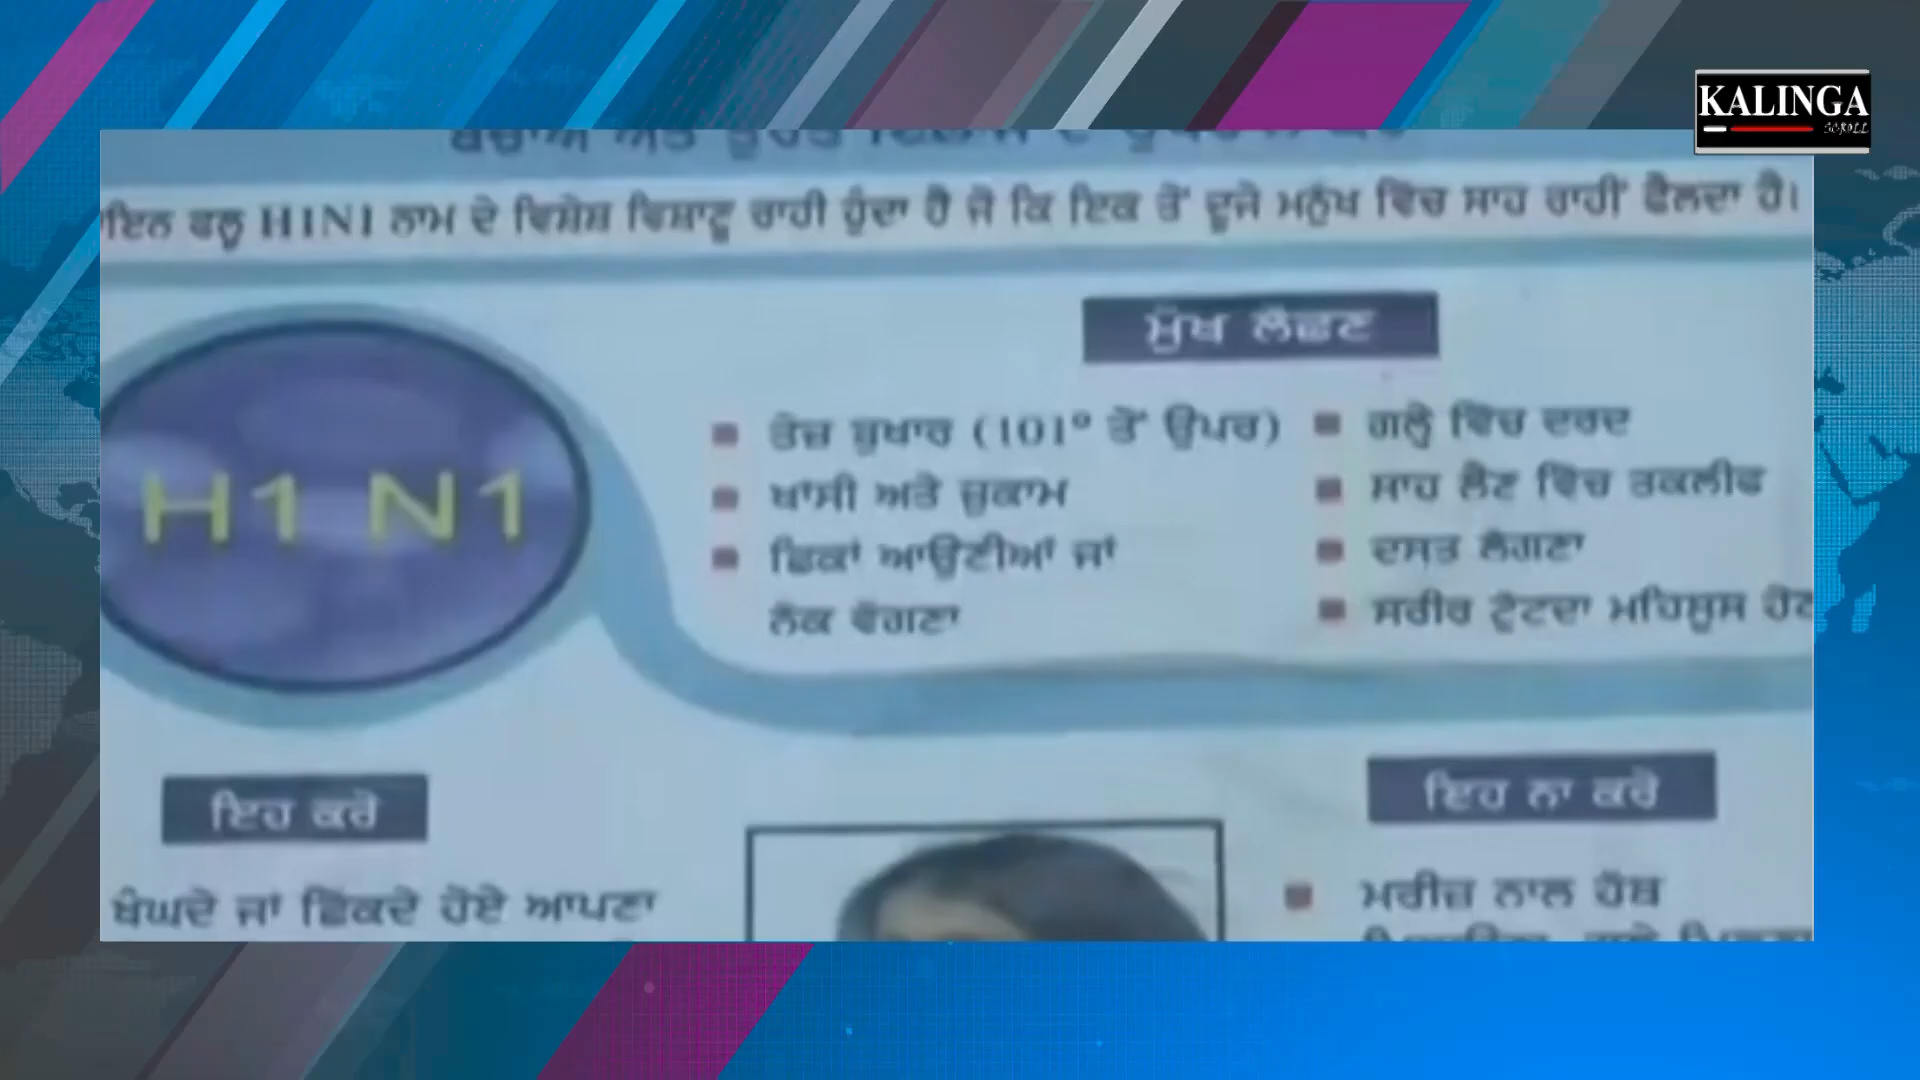 KALINGA
SCROLL
ਫਲੂ H1N1 ਨਾਮ ਦੇ ਵਿਸ਼ੇਸ਼ ਵਿਸ਼ਾਣੂ ਰਾਹੀ ਹੁੰਦਾ ਹੈ ਜੋ ਕਿ ਇਕ ਤੋਂ ਦੂਜੇ ਮਨੁੱਖ ਵਿੱਚ ਸਾਹ ਰਾਹੀਂ ਫੈਲਦਾ ਹੈ।
ਮੁੱਖ ਲੱਛਣ
H1 N1
ਤੇਜ਼ ਬੁਖਾਰ (101° ਤੋਂ ਉਪਰ)
ਖਾਂਸੀ ਅਤੇ ਜ਼ੁਕਾਮ
ਛਿਕਾਂ ਆਉਣੀਆਂ ਜਾਂ
ਨੱਕ ਵੱਗਣਾ
ਗਲ੍ਹੇ ਵਿੱਚ ਦਰਦ
ਸਾਹ ਲੈਣ ਵਿੱਚ ਤਕਲੀਫ
ਦਸਤ ਲੱਗਣਾ
ਸਰੀਰ ਟੁੱਟਦਾ ਮਹਿਸੂਸ
ਇਹ ਕਰੋ
ਖੰਘਦੇ ਜਾਂ ਛਿੱਕਦੇ ਹੋਏ ਆਪਣਾ
ਇਹ ਨਾ ਕਰੋ
ਮਰੀਜ਼ ਨਾਲ ਹੱਥ